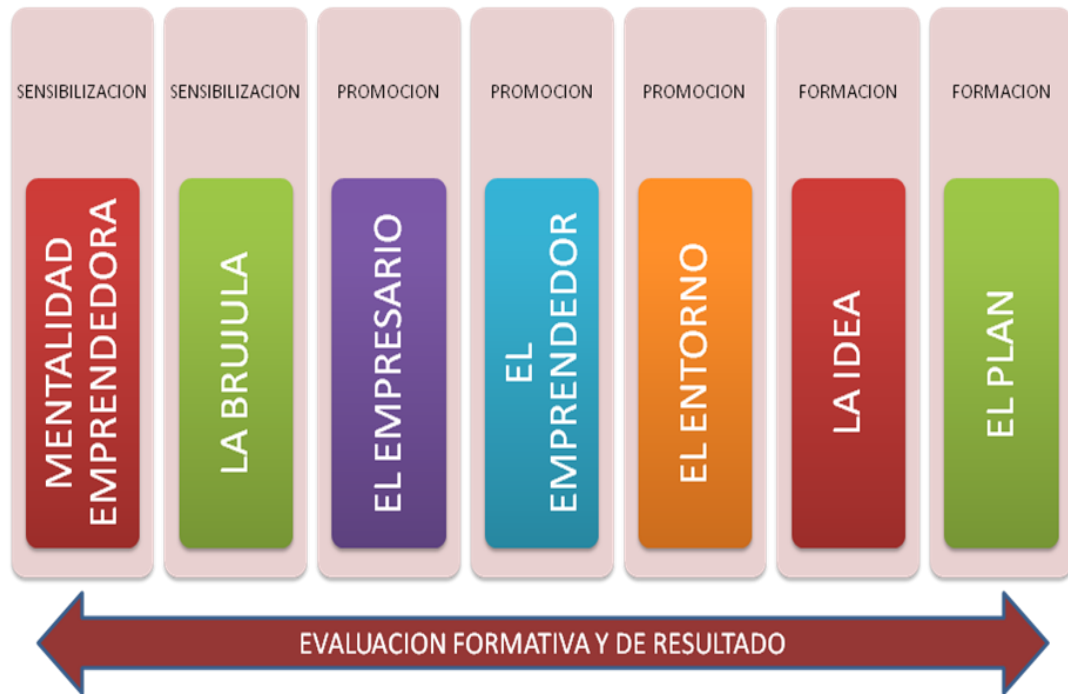 SENSIBILIZACION
SENSIBILIZACION
PROMOCION
PROMOCION
PROMOCION
FORMACION
FORMACION
MENTALIDAD
EMPRENDEDORA
LA BRUJULA
EL EMPRESARIO
EL
EMPRENDEDOR
EL ENTORNO
LA IDEA
EL PLAN
EVALUACION FORMATIVA Y DE RESULTADO